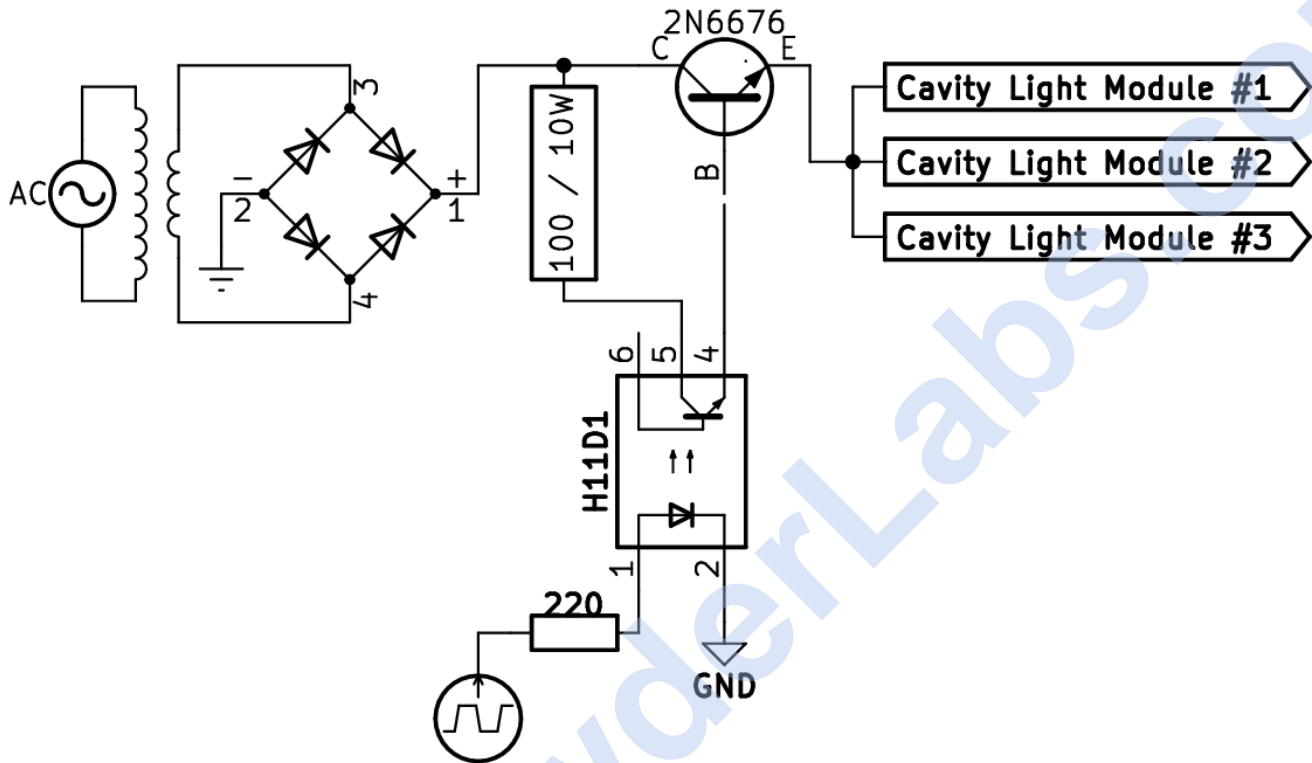 2N6676
C
E
Cavity Light Module #1
3
100 / 10W
AC
-
+
B
Cavity Light Module #2
2
1
Cavity Light Module #3
4
6
5
4
H11D1
1
2
220
GND